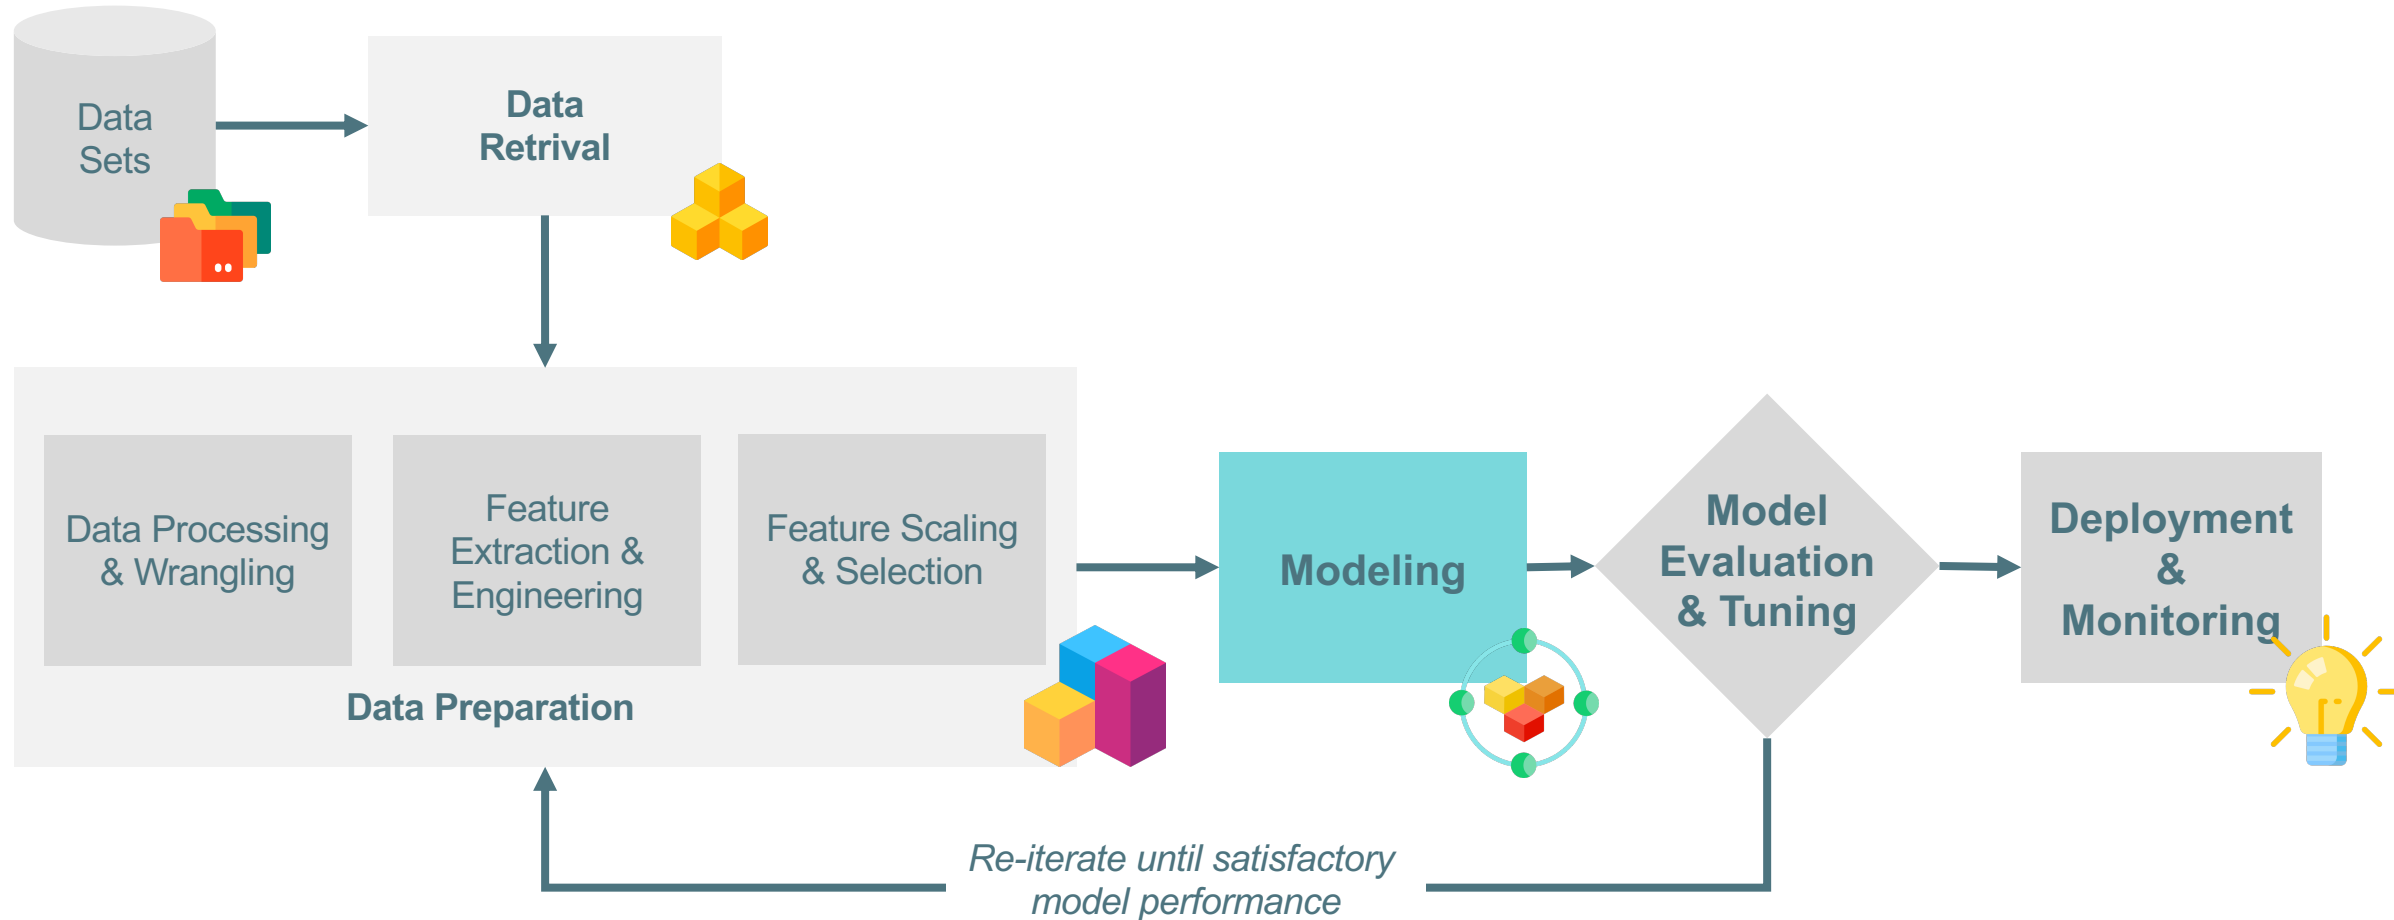 Data
Sets
Data
Retrival
Data Processing
& Wrangling
Feature
Extraction &
Engineering
Feature Scaling
& Selection
Data Preparation
Modeling
Model
Evaluation
& Tuning
Deployment
&
Monitoring
Re-iterate until satisfactory
model performance